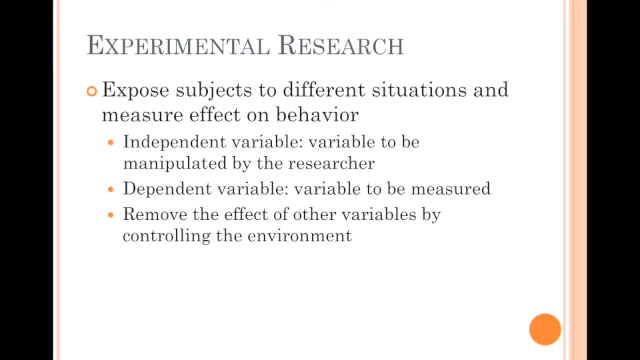 EXPERIMENTAL RESEARCH
Expose subjects to different situations and
measure effect on behavior
Independent variable: variable to be
manipulated by the researcher
Dependent variable: variable to be measured
Remove the effect of other variables by
controlling the environment